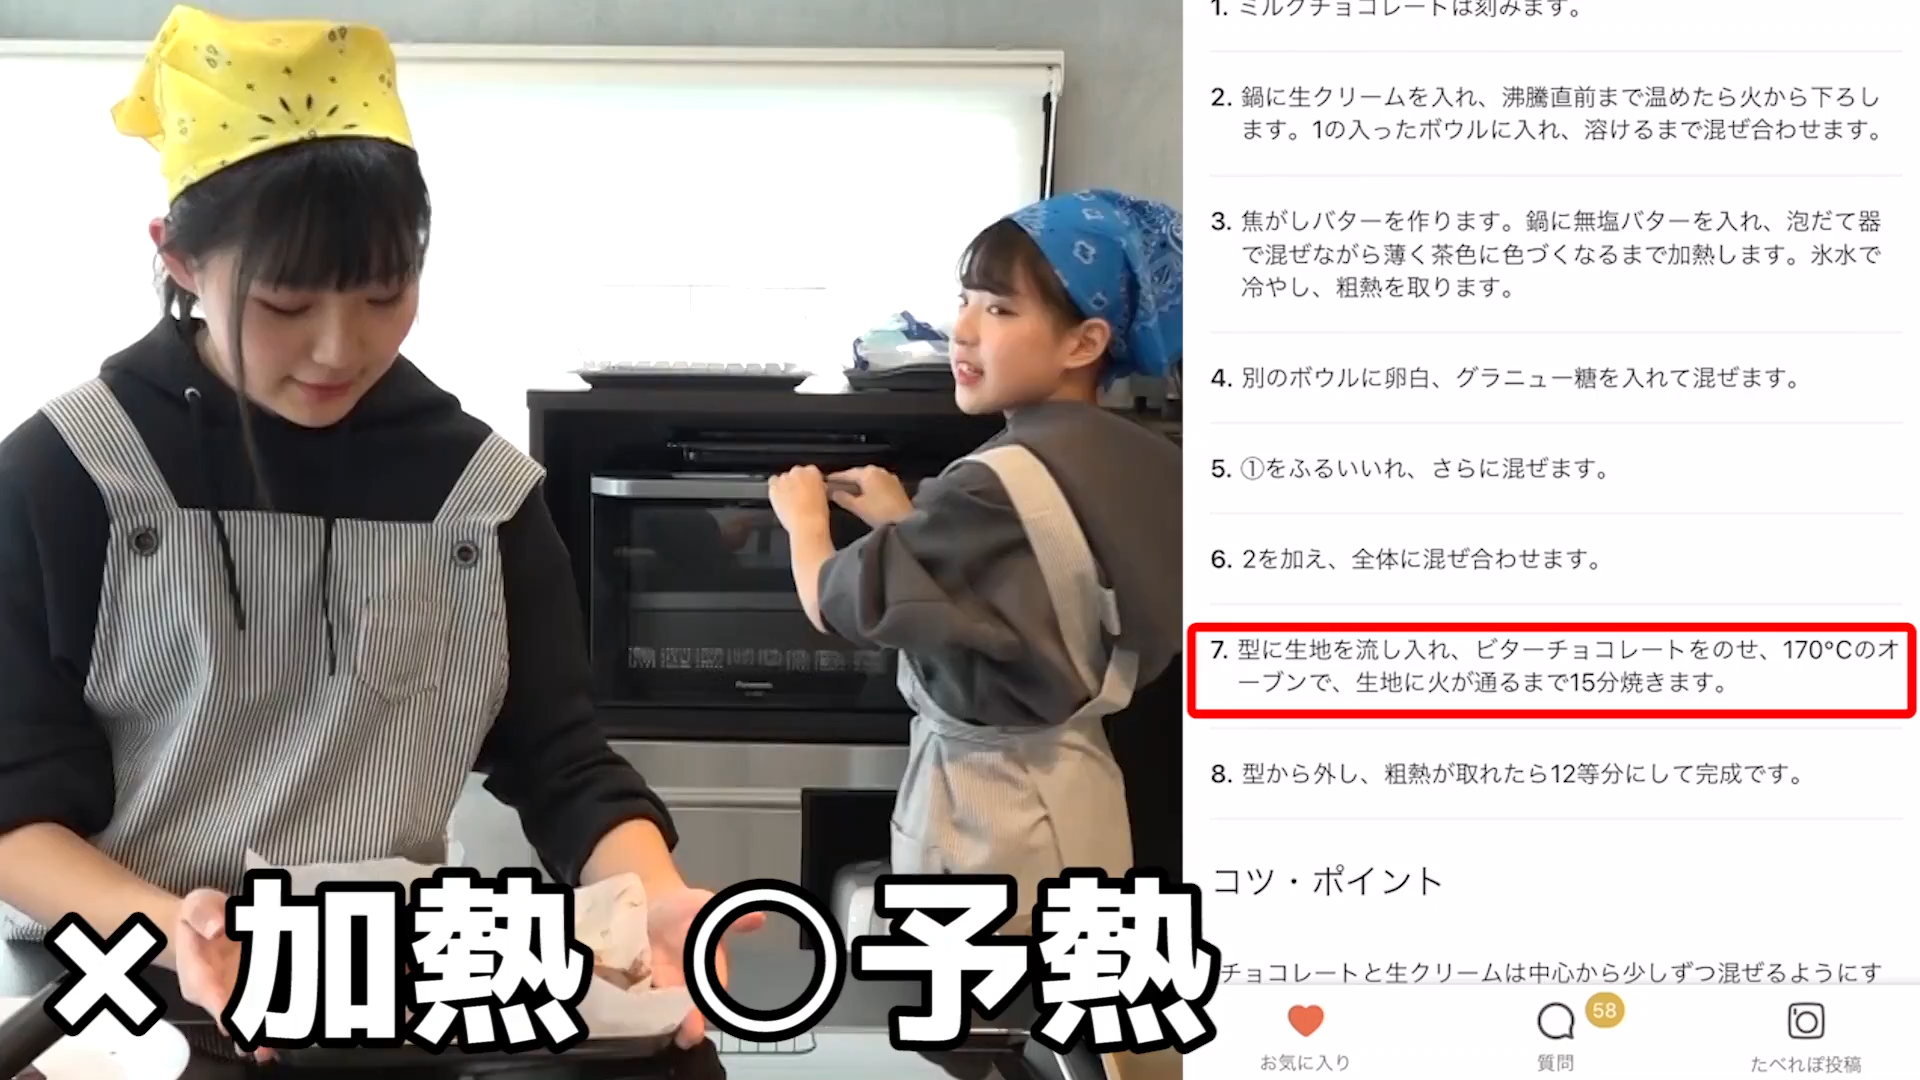 1. ミルクチョコレートは刻みます。
2. 鍋に生クリームを入れ、沸騰直前まで温めたら火から下ろし
ます。1の入ったボウルに入れ、溶けるまで混ぜ合わせます。
3. 焦がしバターを作ります。鍋に無塩バターを入れ、泡だて器
で混ぜながら薄く茶色に色づくなるまで加熱します。氷水で
冷やし、粗熱を取ります。
4. 別のボウルに卵白、グラニュー糖を入れて混ぜます。
5. ①をふるいいれ、さらに混ぜます。
6. 2を加え、全体に混ぜ合わせます。
7. 型に生地を流し入れ、ビターチョコレートをのせ、170°Cのオ
ーブンで、生地に火が通るまで15分焼きます。
8. 型から外し、粗熱が取れたら12等分にして完成です。
コツ・ポイント
チョコレートと生クリームは中心から少しずつ混ぜるようにす
58
お気に入り
質問
たべれぽ投稿
Panasonic
×加熱 ○予熱